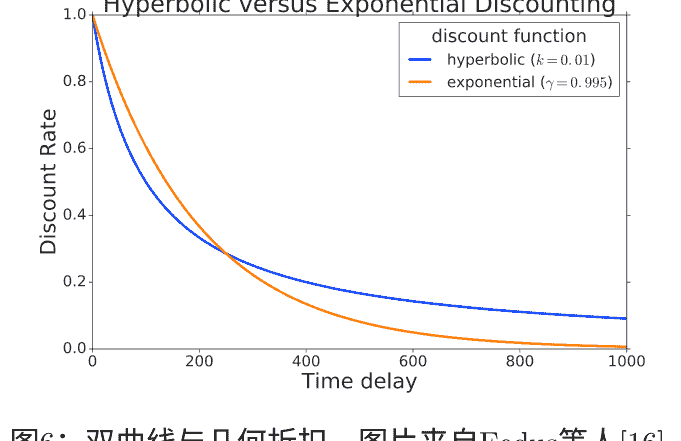 Hyperbolic versus Exponential Discounting
discount function
hyperbolic (k = 0.01)
exponential (γ = 0.995)
Discount Rate
1.0
0.8
0.6
0.4
0.2
0.0
0 200 400 600 800 1000
Time delay
图6：双曲线与几何折扣。图片来自Fedus等人[16]